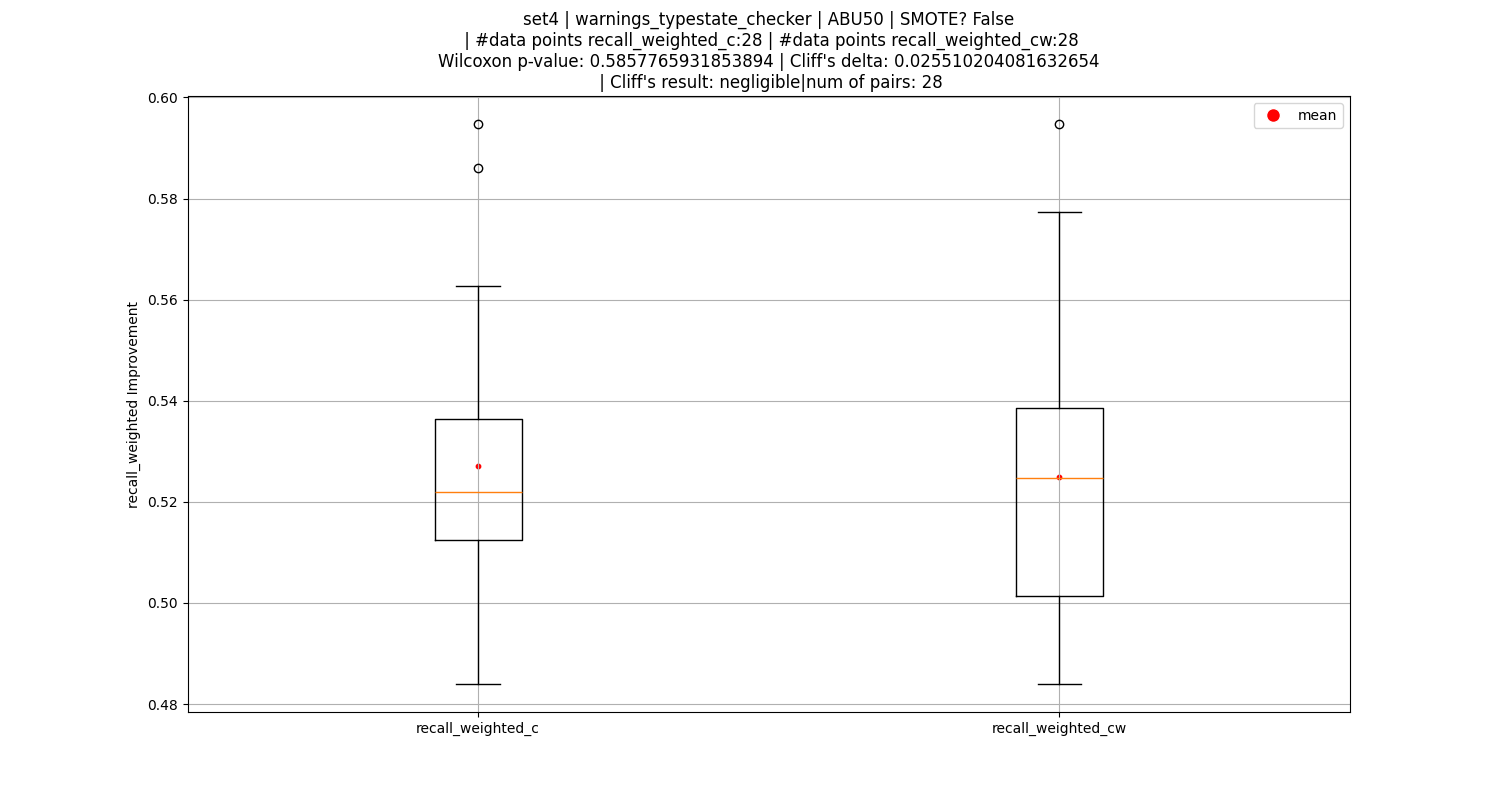 set4 | warnings_typestate_checker | ABU50 | SMOTE? False
| #data points recall_weighted_c:28 | #data points recall_weighted_cw:28
Wilcoxon p-value: 0.5857765931853894 | Cliff's delta: 0.025510204081632654
| Cliff's result: negligible|num of pairs: 28
0.60
mean
0.58
0.56
0.54
0.52
0.50
0.48
recall_weighted Improvement
recall_weighted_c
recall_weighted_cw